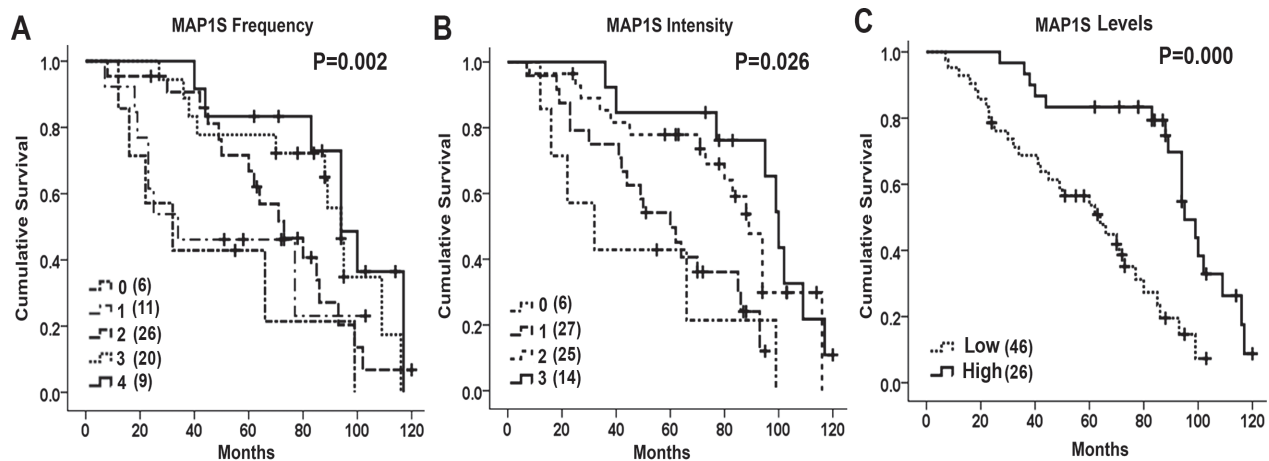 A
MAP1S Frequency
P=0.002
Cumulative Survival
1.0
0.8
0.6
0.4
0.2
0.0
0 (6)
1 (11)
2 (26)
3 (20)
4 (9)
0 20 40 60 80 100 120
Months
B
MAP1S Intensity
P=0.026
Cumulative Survival
1.0
0.8
0.6
0.4
0.2
0.0
0 (6)
1 (27)
2 (25)
3 (14)
0 20 40 60 80 100 120
Months
C
MAP1S Levels
P=0.000
Cumulative Survival
1.0
0.8
0.6
0.4
0.2
0.0
Low (46)
High (26)
0 20 40 60 80 100 120
Months